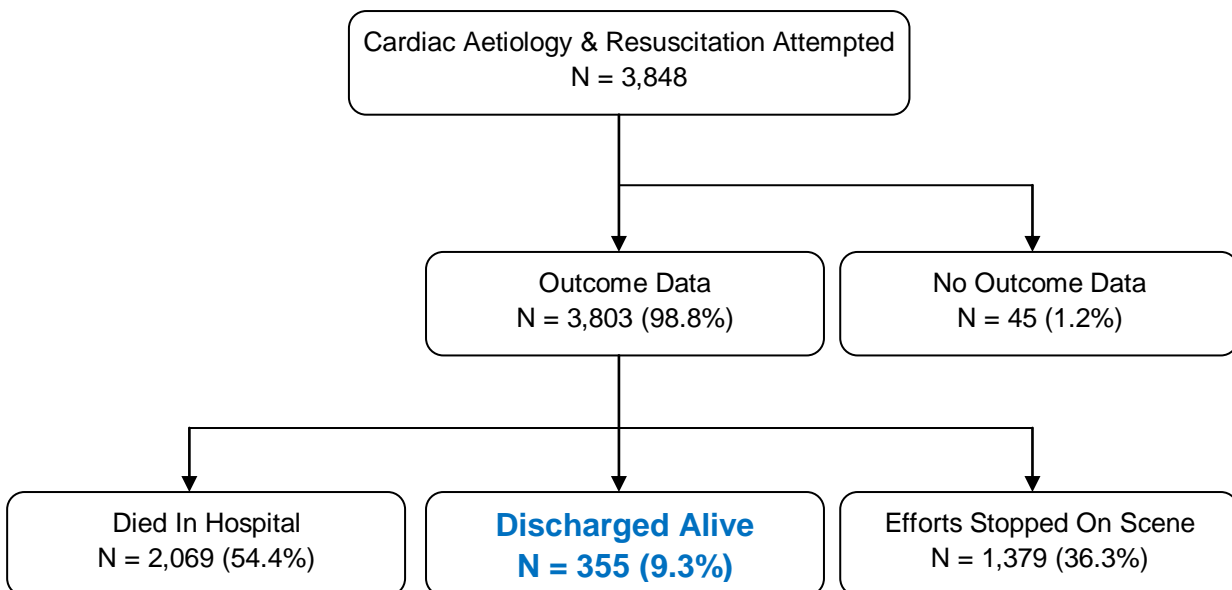 Cardiac Aetiology & Resuscitation Attempted
N = 3,848
Outcome Data
N = 3,803 (98.8%)
No Outcome Data
N = 45 (1.2%)
Died In Hospital
N = 2,069 (54.4%)
Discharged Alive
N = 355 (9.3%)
Efforts Stopped On Scene
N = 1,379 (36.3%)